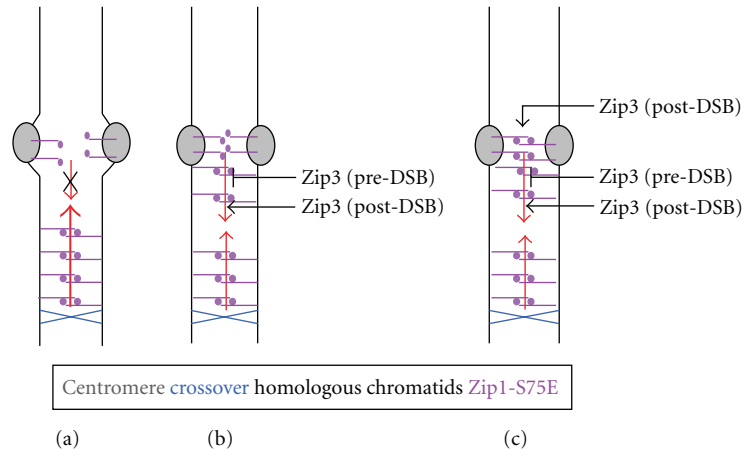 Zip3 (post-DSB)
Zip3 (pre-DSB)
Zip3 (post-DSB)
Zip3 (pre-DSB)
Zip3 (post-DSB)
Centromere crossover homologous chromatids Zip1-S75E
(a)
(b)
(c)